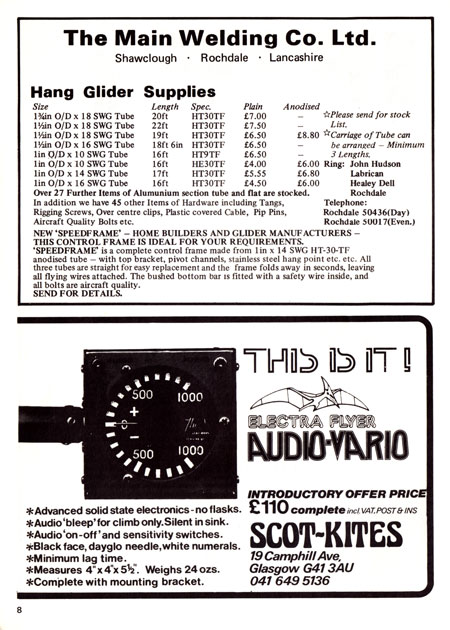 The Main Welding Co. Ltd.
Shawclough · Rochdale · Lancashire
Hang Glider Supplies
Size Length Spec. Plain Anodised
1¾in O/D x 18 SWG Tube 20ft HT30TF £7.00 –
1½in O/D x 18 SWG Tube 22ft HT30TF £7.50 –
1½in O/D x 18 SWG Tube 19ft HT30TF £6.50 £8.80
1½in O/D x 16 SWG Tube 18ft 6in HT30TF £6.50 –
1in O/D x 10 SWG Tube 16ft HT9TF £6.50 –
1in O/D x 10 SWG Tube 16ft HE30TF £4.00 £6.00
1in O/D x 14 SWG Tube 17ft HT30TF £5.55 £6.80
1in O/D x 16 SWG Tube 16ft HT30TF £4.50 £6.00
☆Please send for stock
List.
☆Carriage of Tube can
be arranged – Minimum
3 Lengths.
Ring: John Hudson
Labrican
Healey Dell
Rochdale
Telephone:
Rochdale 50436(Day)
Rochdale 50017(Even.)
Over 27 Further Items of Alumunium section tube and flat are stocked.
In addition we have 45 other Items of Hardware including Tangs,
Rigging Screws, Over centre clips, Plastic covered Cable, Pip Pins,
Aircraft Quality Bolts etc.
NEW 'SPEEDFRAME' – HOME BUILDERS AND GLIDER MANUFACTURERS –
THIS CONTROL FRAME IS IDEAL FOR YOUR REQUIREMENTS.
'SPEEDFRAME' is a complete control frame made from 1in x 14 SWG HT-30-TF
anodised tube – with top bracket, pivot channels, stainless steel hang point etc. etc. All
three tubes are straight for easy replacement and the frame folds away in seconds, leaving
all flying wires attached. The bushed bottom bar is fitted with a safety wire inside, and
all bolts are aircraft quality.
SEND FOR DETAILS.
500 1000
+
0
–
500 1000
THIS IS IT!
ELECTRA FLYER
AUDIO-VARIO
INTRODUCTORY OFFER PRICE
£110 complete incl. VAT. POST & INS
SCOT-KITES
19 Camphill Ave,
Glasgow G41 3AU
041 649 5136
*Advanced solid state electronics-no flasks.
*Audio 'bleep' for climb only. Silent in sink.
*Audio 'on-off' and sensitivity switches.
*Black face, dayglo needle, white numerals.
*Minimum lag time.
*Measures 4"x 4"x 5½". Weighs 24 ozs.
*Complete with mounting bracket.
8